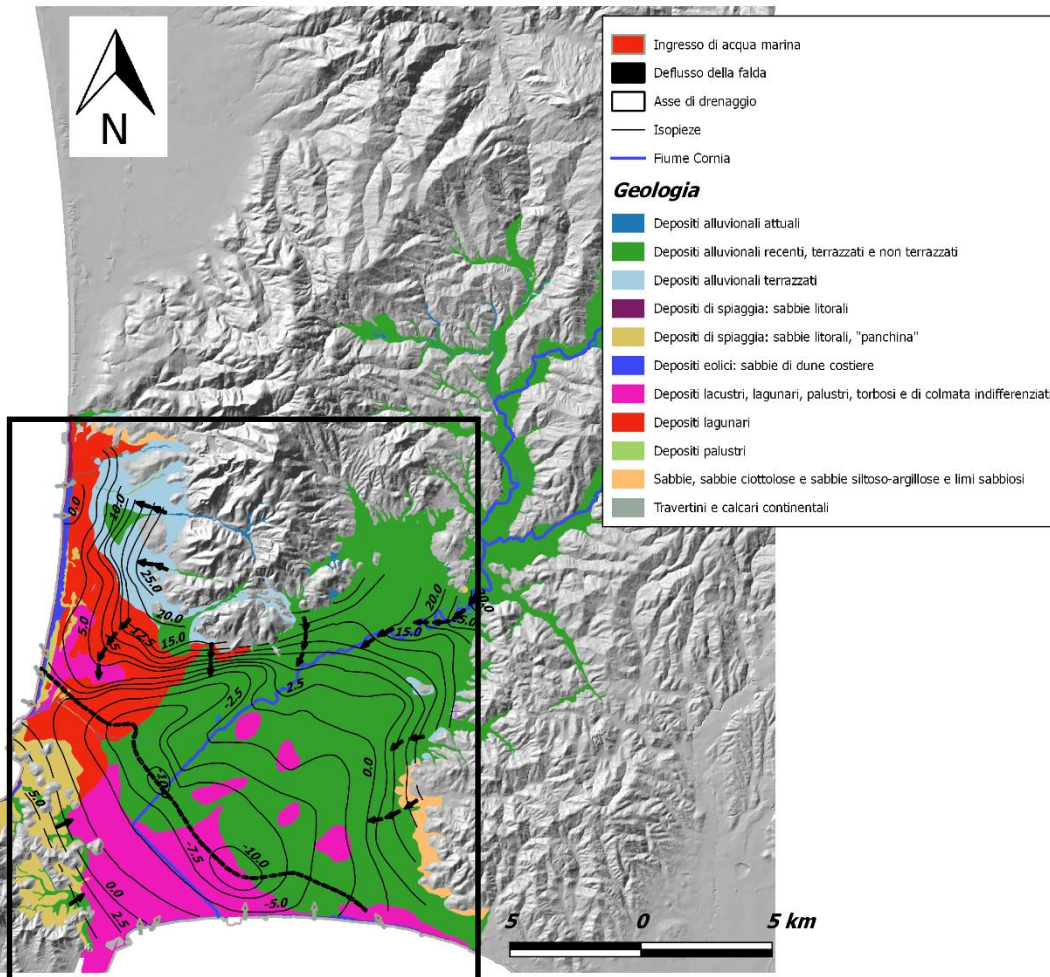 N
Ingresso di acqua marina
Deflusso della falda
Asse di drenaggio
Isopieze
Fiume Cornia
Geologia
Depositi alluvionali attuali
Depositi alluvionali recenti, terrazzati e non terrazzati
Depositi alluvionali terrazzati
Depositi di spiaggia: sabbie litorali
Depositi di spiaggia: sabbie litorali, "panchina"
Depositi eolici: sabbie di dune costiere
Depositi lacustri, lagunari, palustri, torbosi e di colmata indifferenziati
Depositi lagunari
Depositi palustri
Sabbie, sabbie ciottolose e sabbie siltoso-argillose e limi sabbiosi
Travertini e calcari continentali
0.0
10.0
25.0
20.0
5.0
12.5
15.0
20.0
15.0
-2.5
2.5
0.0
5.0
-7.5
-10.0
-5.0
0.0
2.5
5 0 5 km